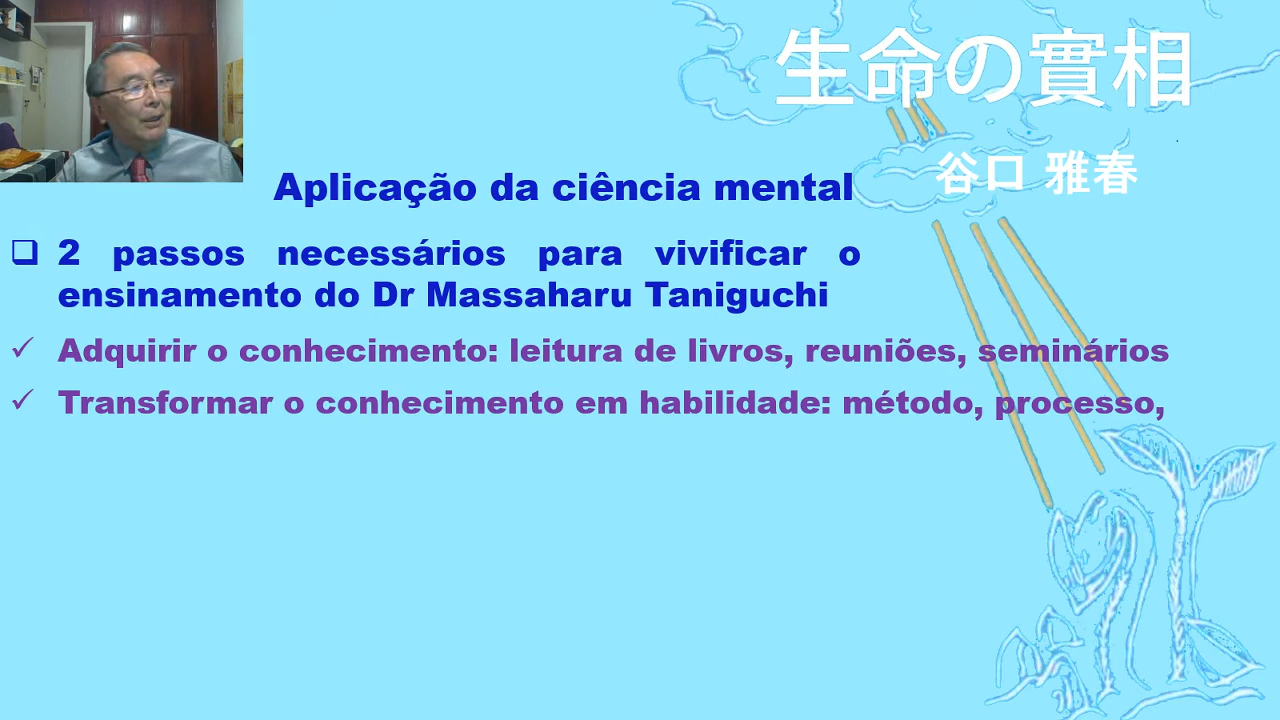 生命の實相
谷口 雅春
Aplicação da ciência mental
2 passos necessários para vivificar o
ensinamento do Dr Massaharu Taniguchi
Adquirir o conhecimento: leitura de livros, reuniões, seminários
Transformar o conhecimento em habilidade: método, processo,